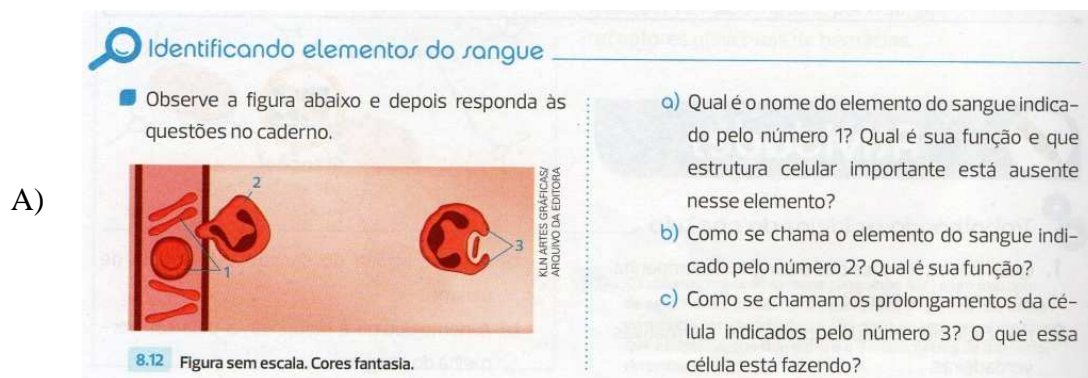 Identificando elementos do sangue
Observe a figura abaixo e depois responda às
questões no caderno.
A)
2
1
3
KLN ARTES GRÁFICAS/
ARQUIVO DA EDITORA
8.12 Figura sem escala. Cores fantasia.
a) Qual é o nome do elemento do sangue indica-
do pelo número 1? Qual é sua função e que
estrutura celular importante está ausente
nesse elemento?
b) Como se chama o elemento do sangue indi-
cado pelo número 2? Qual é sua função?
c) Como se chamam os prolongamentos da cé-
lula indicados pelo número 3? O que essa
célula está fazendo?